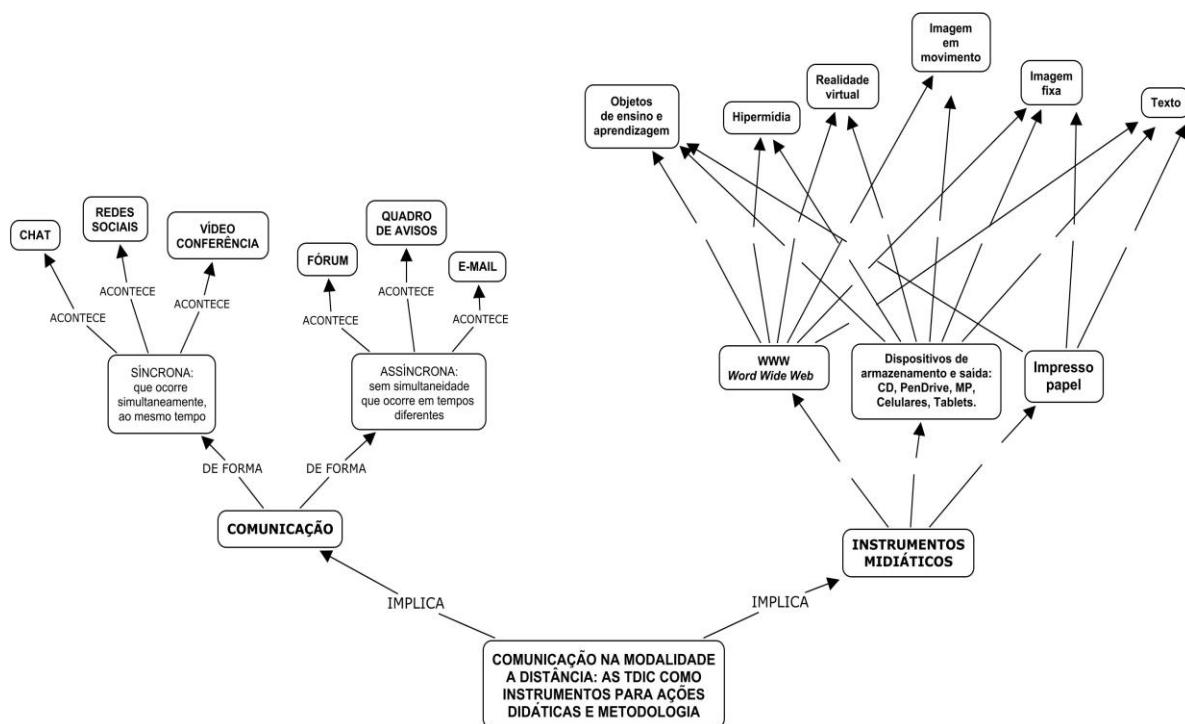 Imagem
em
movimento
Realidade
virtual
Imagem
fixa
Objetos
de ensino e
aprendizagem
Hipermídia
Texto
CHAT
REDES
SOCIAIS
VÍDEO
CONFERÊNCIA
FÓRUM
QUADRO
DE AVISOS
E-MAIL
ACONTECE
ACONTECE
ACONTECE
ACONTECE
ACONTECE
ACONTECE
SÍNCRONA:
que ocorre
simultaneamente,
ao mesmo tempo
ASSÍNCRONA:
sem simultaneidade
que ocorre em tempos
diferentes
WWW
Word Wide Web
Dispositivos de
armazenamento e saída:
CD, PenDrive, MP,
Celulares, Tablets.
Impresso
papel
DE FORMA
DE FORMA
COMUNICAÇÃO
INSTRUMENTOS
MIDIÁTICOS
IMPLICA
IMPLICA
COMUNICAÇÃO NA MODALIDADE
A DISTÂNCIA: AS TDIC COMO
INSTRUMENTOS PARA AÇÕES
DIDÁTICAS E METODOLOGIA